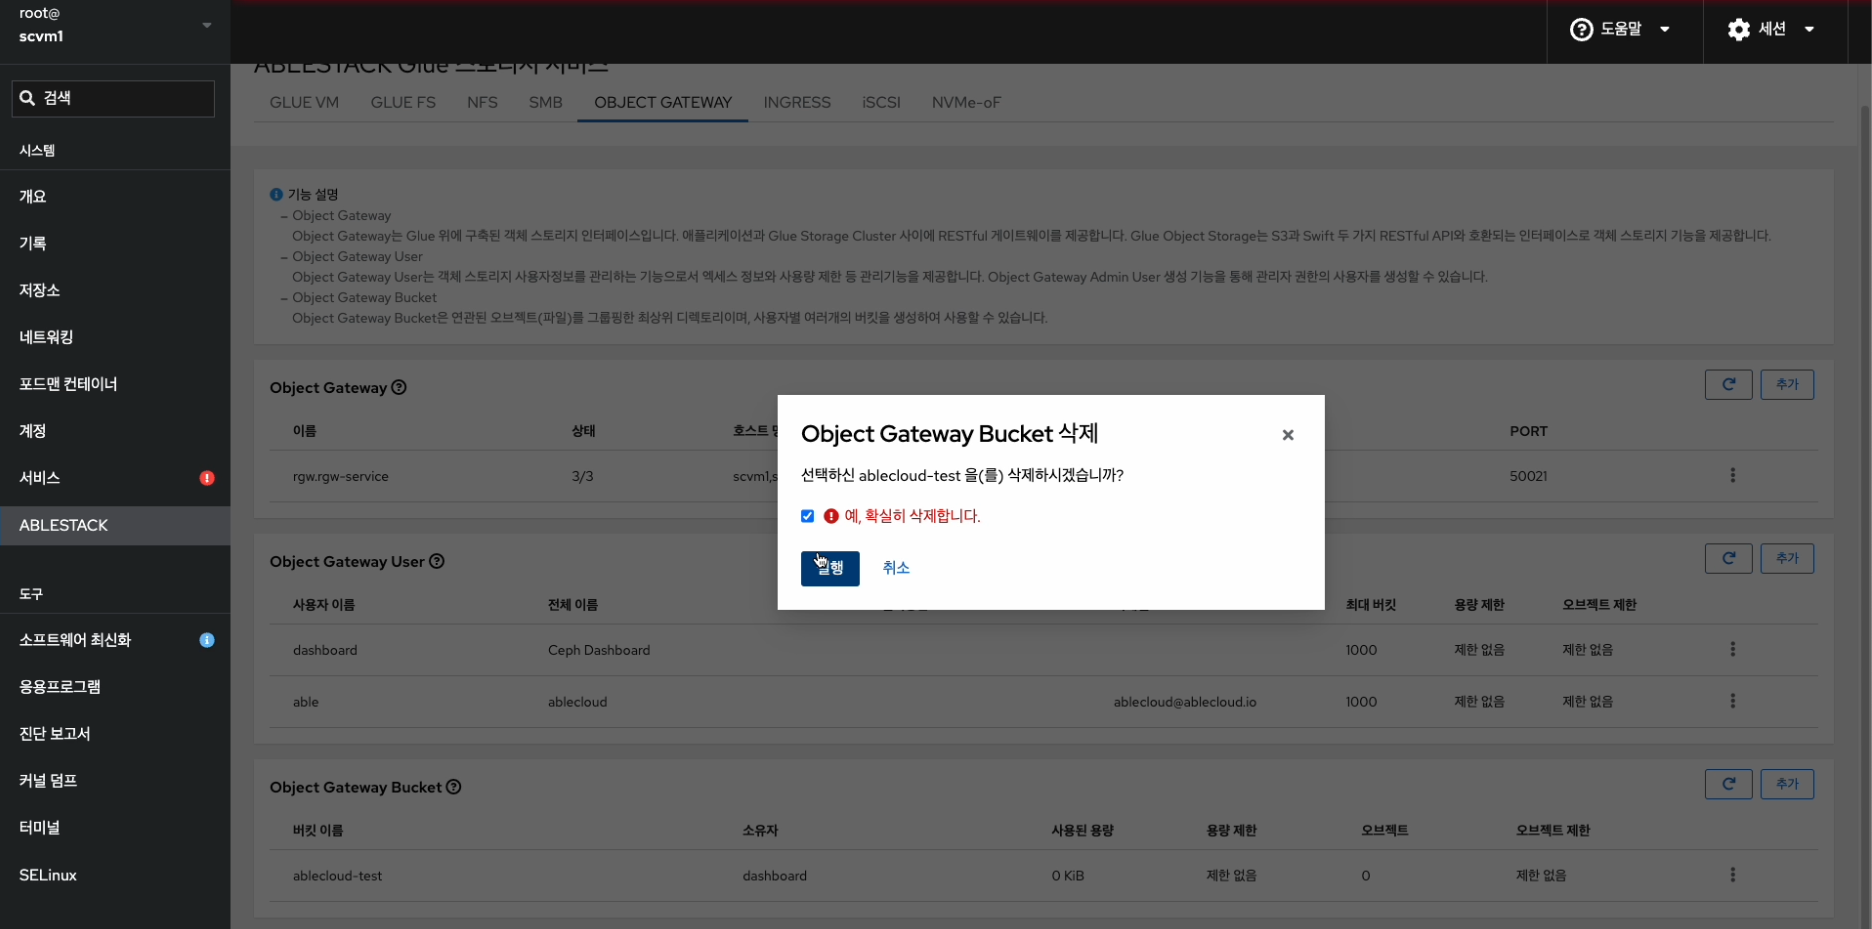 root@
scvm1
도움말
세션
검색
ABLESTACK Glue 스토리지 서비스
GLUE VM GLUE FS NFS SMB OBJECT GATEWAY INGRESS iSCSI NVMe-oF
시스템
개요
기록
저장소
네트워킹
포드맨 컨테이너
계정
서비스
ABLESTACK
도구
소프트웨어 최신화
응용프로그램
진단 보고서
커널 덤프
터미널
SELinux
기능 설명
– Object Gateway
Object Gateway는 Glue 위에 구축된 객체 스토리지 인터페이스입니다. 애플리케이션과 Glue Storage Cluster 사이에 RESTful 게이트웨이를 제공합니다. Glue Object Storage는 S3과 Swift 두 가지 RESTful API와 호환되는 인터페이스로 객체 스토리지 기능을 제공합니다.
– Object Gateway User
Object Gateway User는 객체 스토리지 사용자정보를 관리하는 기능으로서 엑세스 정보와 사용량 제한 등 관리기능을 제공합니다. Object Gateway Admin User 생성 기능을 통해 관리자 권한의 사용자를 생성할 수 있습니다.
– Object Gateway Bucket
Object Gateway Bucket은 연관된 오브젝트(파일)를 그룹핑한 최상위 디렉토리이며, 사용자별 여러개의 버킷을 생성하여 사용할 수 있습니다.
Object Gateway
추가
이름 상태 호스트 PORT
rgw.rgw-service 3/3 scvm1,s 50021
Object Gateway Bucket 삭제
선택하신 ablecloud-test 을(를) 삭제하시겠습니까?
예, 확실히 삭제합니다.
실행 취소
Object Gateway User
추가
사용자 이름 전체 이름 최대 버킷 용량 제한 오브젝트 제한
dashboard Ceph Dashboard 1000 제한 없음 제한 없음
able ablecloud ablecloud@ablecloud.io 1000 제한 없음 제한 없음
Object Gateway Bucket
추가
버킷 이름 소유자 사용된 용량 용량 제한 오브젝트 오브젝트 제한
ablecloud-test dashboard 0 KiB 제한 없음 0 제한 없음